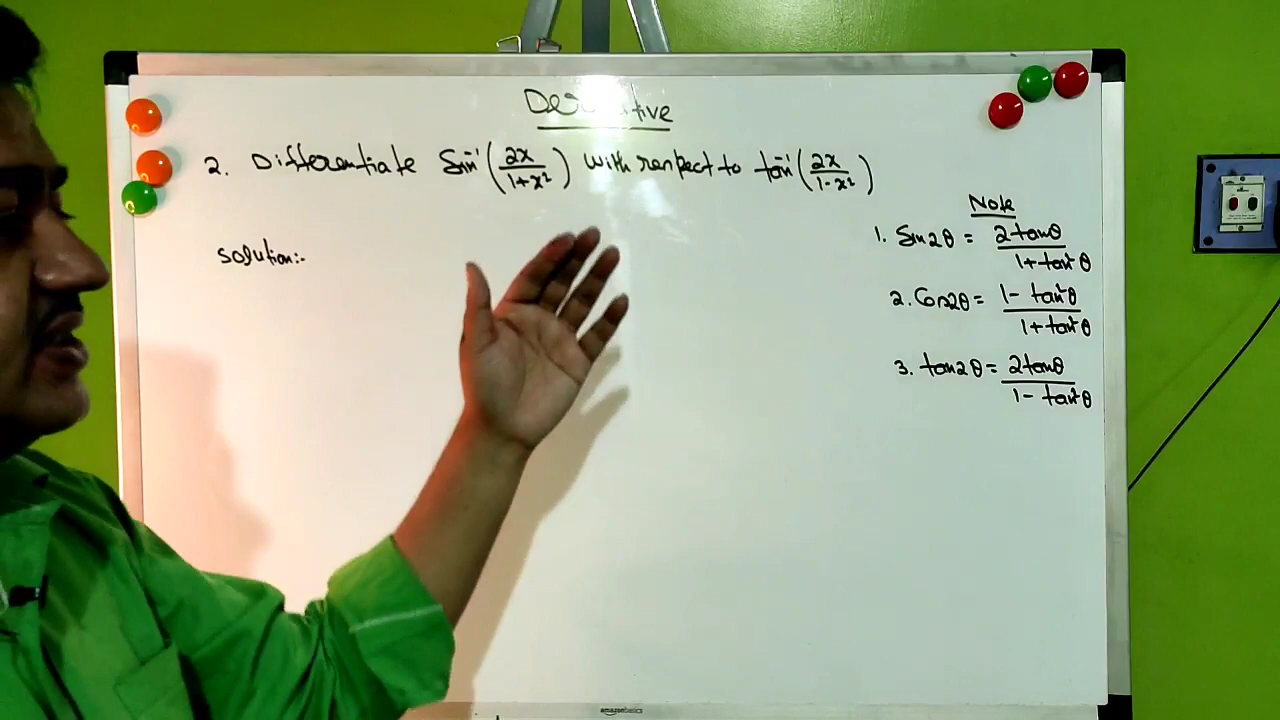 Derivative
2. Differentiate Sin⁻¹(2x/1+x²) with respect to tan⁻¹(2x/1-x²)
Solution:-
Note
1. Sin2θ = 2tanθ/1+tan²θ
2. Cos2θ = 1-tan²θ/1+tan²θ
3. tan2θ = 2tanθ/1-tan²θ
amazonbasics